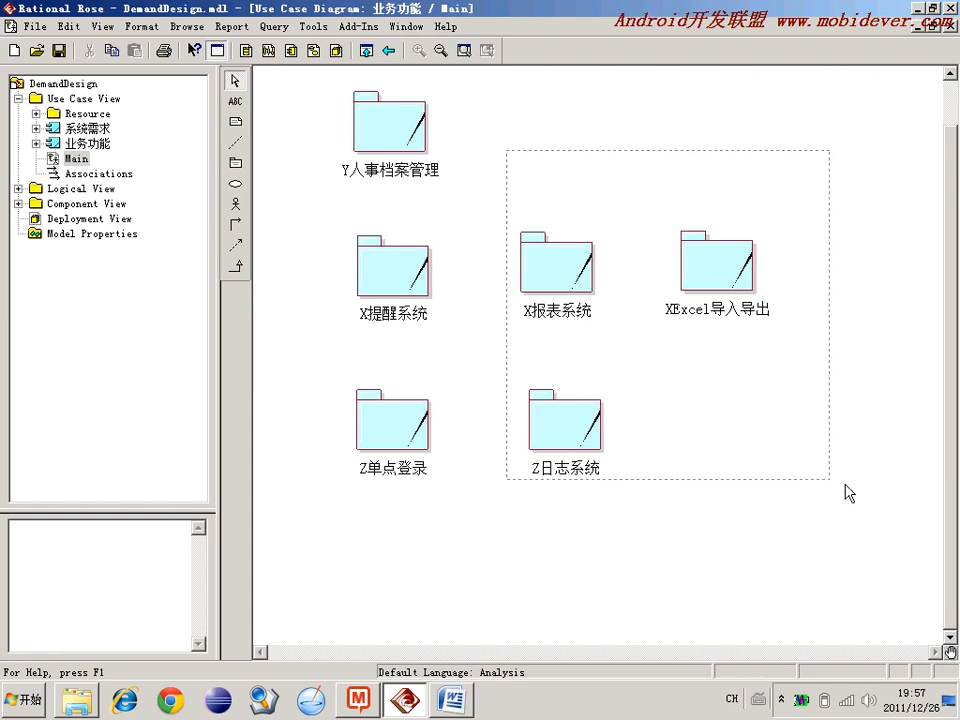 Rational Rose - DemandDesign.mdl - [Use Case Diagram: 业务功能 / Main]
Android开发联盟 www.mobidever.com
File Edit View Format Browse Report Query Tools Add-Ins Window Help
ABC
DemandDesign
Use Case View
Resource
系统需求
业务功能
Main
Associations
Logical View
Component View
Deployment View
Model Properties
Y人事档案管理
X提醒系统
X报表系统
XExcel导入导出
Z单点登录
Z日志系统
For Help, press F1
Default Language: Analysis
开始
CH
19:57
2011/12/26